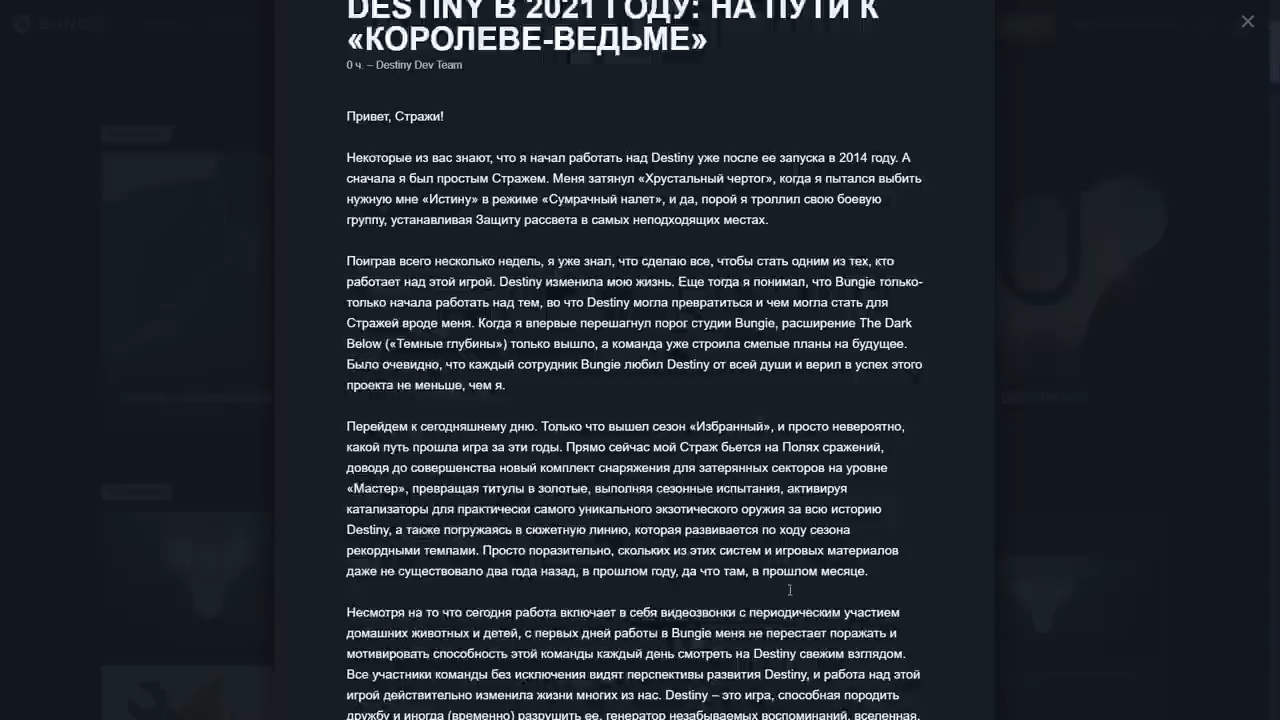 DESTINY В 2021 ГОДУ: НА ПУТИ К
«КОРОЛЕВЕ-ВЕДЬМЕ»
0 ч. – Destiny Dev Team
Привет, Стражи!
Некоторые из вас знают, что я начал работать над Destiny уже после ее запуска в 2014 году. А
сначала я был простым Стражем. Меня затянул «Хрустальный чертог», когда я пытался выбить
нужную мне «Истину» в режиме «Сумрачный налет», и да, порой я троллил свою боевую
группу, устанавливая Защиту рассвета в самых неподходящих местах.
Поиграв всего несколько недель, я уже знал, что сделаю все, чтобы стать одним из тех, кто
работает над этой игрой. Destiny изменила мою жизнь. Еще тогда я понимал, что Bungie только-
только начала работать над тем, во что Destiny могла превратиться и чем могла стать для
Стражей вроде меня. Когда я впервые перешагнул порог студии Bungie, расширение The Dark
Below («Темные глубины») только вышло, а команда уже строила смелые планы на будущее.
Было очевидно, что каждый сотрудник Bungie любил Destiny от всей души и верил в успех этого
проекта не меньше, чем я.
Перейдем к сегодняшнему дню. Только что вышел сезон «Избранный», и просто невероятно,
какой путь прошла игра за эти годы. Прямо сейчас мой Страж бьется на Полях сражений,
доводя до совершенства новый комплект снаряжения для затерянных секторов на уровне
«Мастер», превращая титулы в золотые, выполняя сезонные испытания, активируя
катализаторы для практически самого уникального экзотического оружия за всю историю
Destiny, а также погружаясь в сюжетную линию, которая развивается по ходу сезона
рекордными темпами. Просто поразительно, скольких из этих систем и игровых материалов
даже не существовало два года назад, в прошлом году, да что там, в прошлом месяце.
Несмотря на то что сегодня работа включает в себя видеозвонки с периодическим участием
домашних животных и детей, с первых дней работы в Bungie меня не перестает поражать и
мотивировать способность этой команды каждый день смотреть на Destiny свежим взглядом.
Все участники команды без исключения видят перспективы развития Destiny, и работа над этой
игрой действительно изменила жизни многих из нас. Destiny – это игра, способная породить
дружбу и иногда (временно) разрушить ее, генератор незабываемых воспоминаний, вселенная,